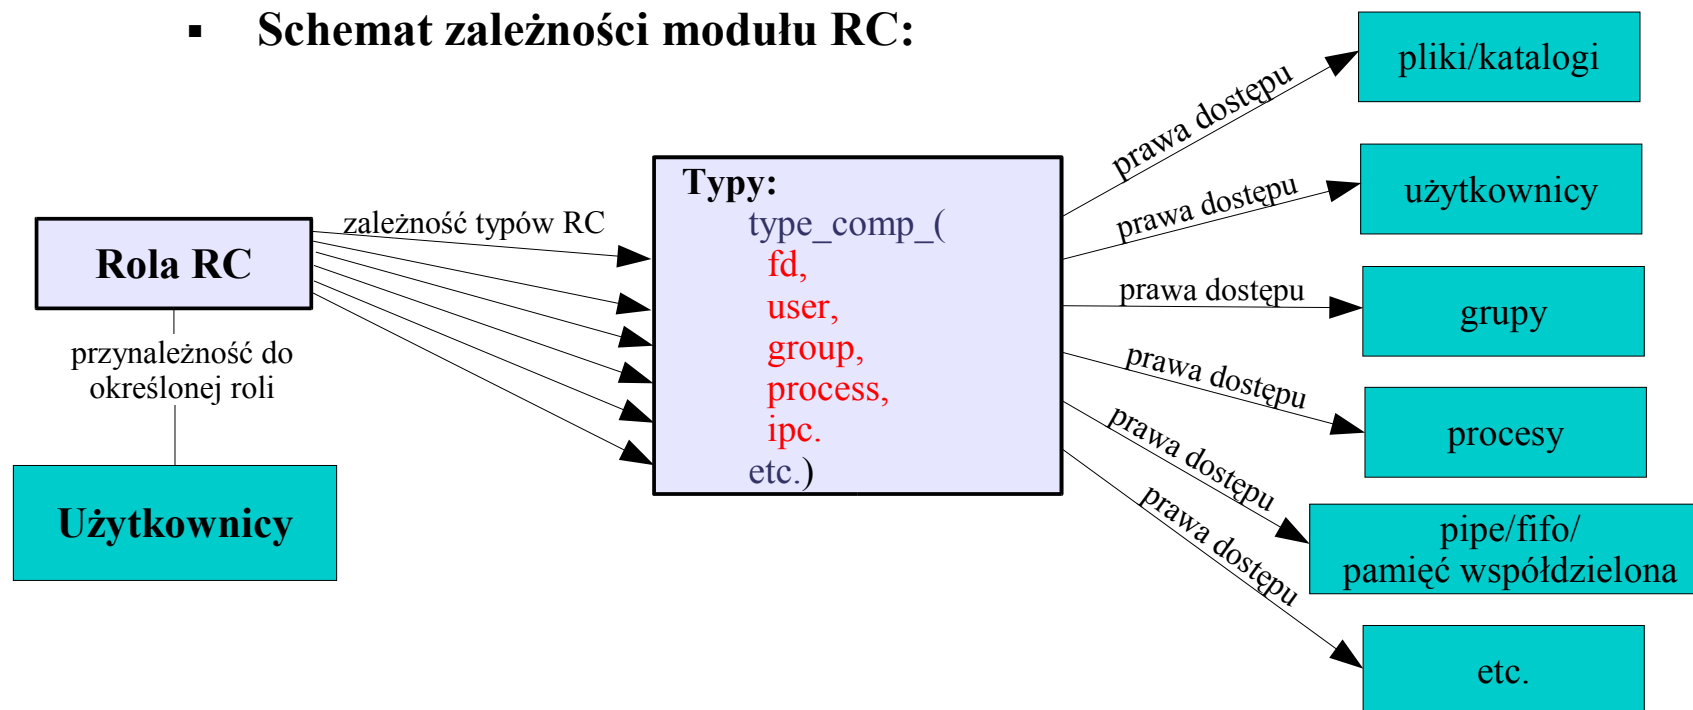 ▪ Schemat zależności modułu RC:
Rola RC
przynależność do
określonej roli
Użytkownicy
zależność typów RC
Typy:
type_comp_(
fd,
user,
group,
process,
ipc.
etc.)
prawa dostępu
prawa dostępu
prawa dostępu
prawa dostępu
prawa dostępu
prawa dostępu
pliki/katalogi
użytkownicy
grupy
procesy
pipe/fifo/
pamięć współdzielona
etc.